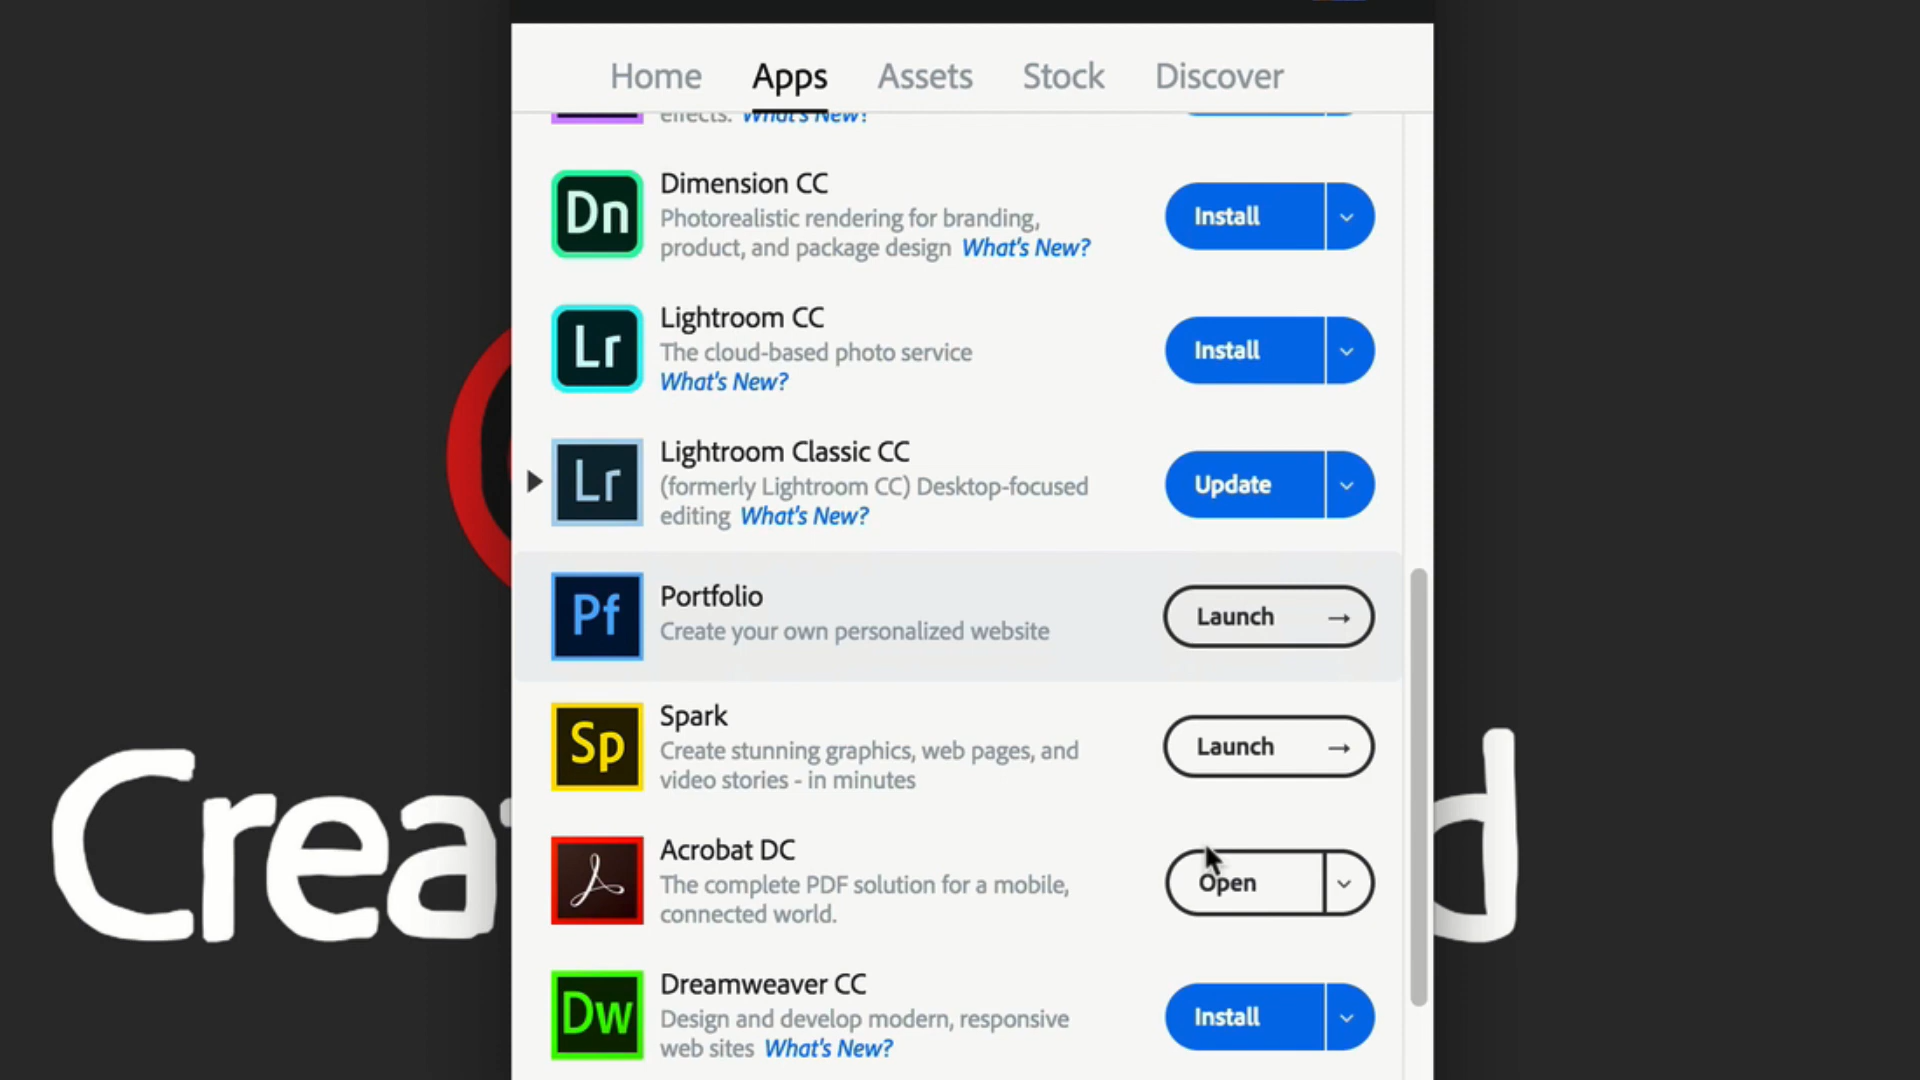 Home Apps Assets Stock Discover
effects. What's New?
Dn Dimension CC
Photorealistic rendering for branding,
product, and package design What's New?
Install
Lr Lightroom CC
The cloud-based photo service
What's New?
Install
Lr Lightroom Classic CC
(formerly Lightroom CC) Desktop-focused
editing What's New?
Update
Pf Portfolio
Create your own personalized website
Launch →
Sp Spark
Create stunning graphics, web pages, and
video stories - in minutes
Launch →
Acrobat DC
The complete PDF solution for a mobile,
connected world.
Open
Dw Dreamweaver CC
Design and develop modern, responsive
web sites What's New?
Install
Crea
d